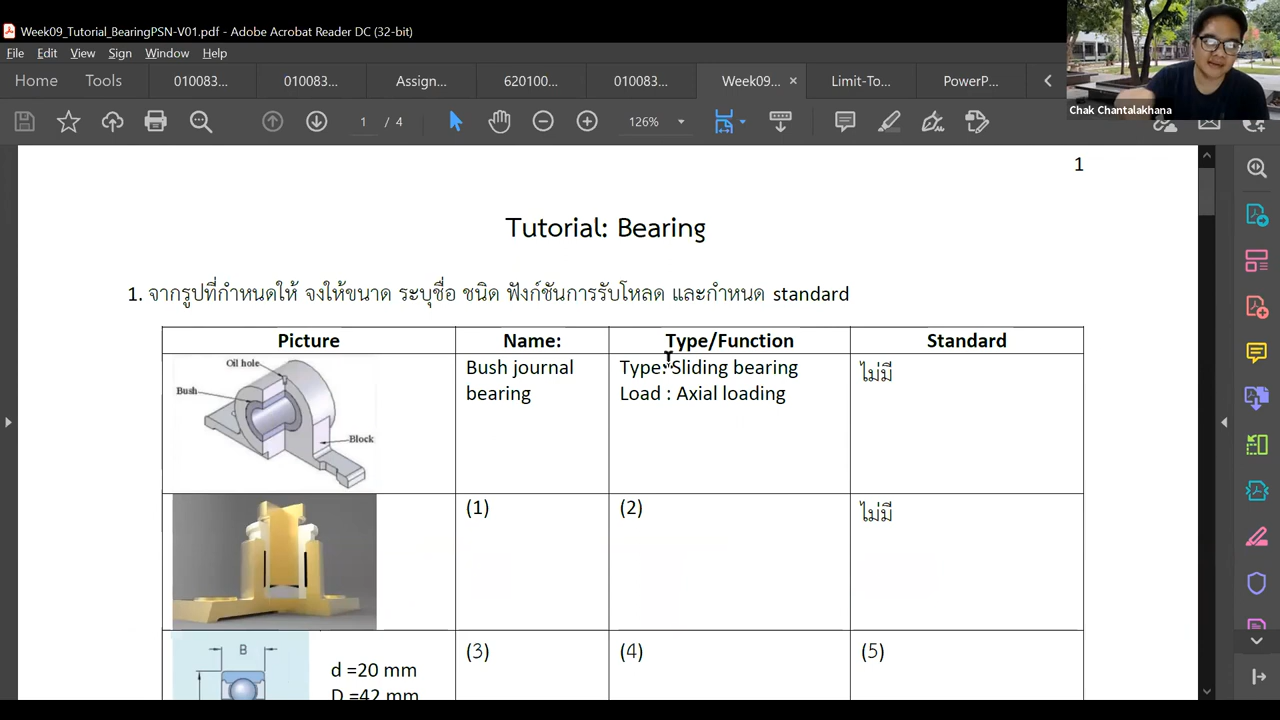 Week09_Tutorial_BearingPSN-V01.pdf - Adobe Acrobat Reader DC (32-bit)
File Edit View Sign Window Help
Home Tools 010083... 010083... Assign... 620100... 010083... Week09... × Limit-To... PowerP...
Chak Chantalakhana
1 / 4 126%
1
Tutorial: Bearing
1. จากรูปที่กำหนดให้ จงให้ขนาด ระบุชื่อ ชนิด ฟังก์ชันการรับโหลด และกำหนด standard
Picture Name: Type/Function Standard
Oil hole
Bush
Block
Bush journal bearing
Type: Sliding bearing
Load : Axial loading
ไม่มี
(1) (2) ไม่มี
B
d =20 mm
D =42 mm
(3) (4) (5)